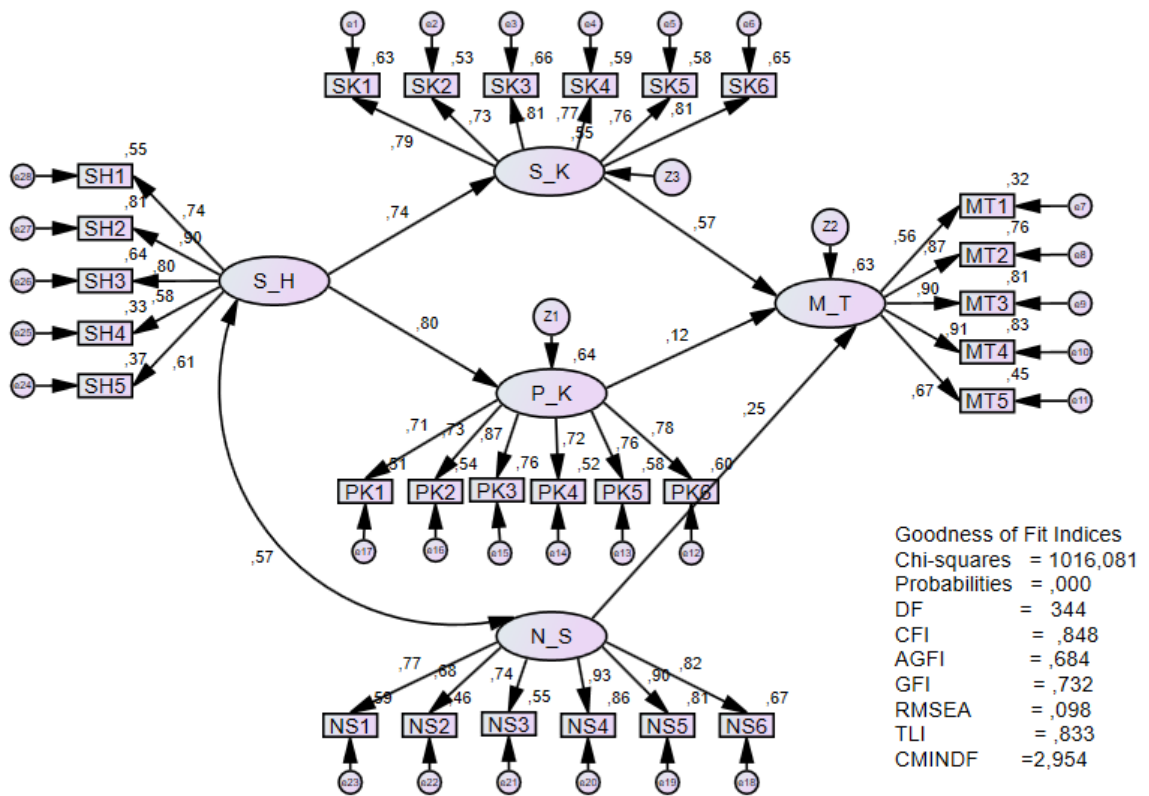 e1 e2 e3 e4 e5 e6
,63 ,53 ,66 ,59 ,58 ,65
SK1 SK2 SK3 SK4 SK5 SK6
,79 ,73 ,81 ,77 ,76 ,81
,55
S_K
Z3
,55
e28 SH1
,81
e27 SH2
,64
e26 SH3
,33
e25 SH4
,37
e24 SH5
,74
,90
,80
,58
,61
S_H
,74
,57
,80
Z2
,63
M_T
,32
MT1 e7
,76
MT2 e8
,81
MT3 e9
,83
MT4 e10
,45
MT5 e11
,56
,87
,90
,91
,67
Z1
,64
P_K
,12
,25
,71 ,73 ,87 ,72 ,76 ,78
,51 ,54 ,76 ,52 ,58 ,60
PK1 PK2 PK3 PK4 PK5 PK6
e17 e16 e15 e14 e13 e12
,57
N_S
,77 ,68 ,74 ,93 ,90 ,82
,59 ,46 ,55 ,86 ,81 ,67
NS1 NS2 NS3 NS4 NS5 NS6
e23 e22 e21 e20 e19 e18
Goodness of Fit Indices
Chi-squares = 1016,081
Probabilities = ,000
DF = 344
CFI = ,848
AGFI = ,684
GFI = ,732
RMSEA = ,098
TLI = ,833
CMINDF =2,954